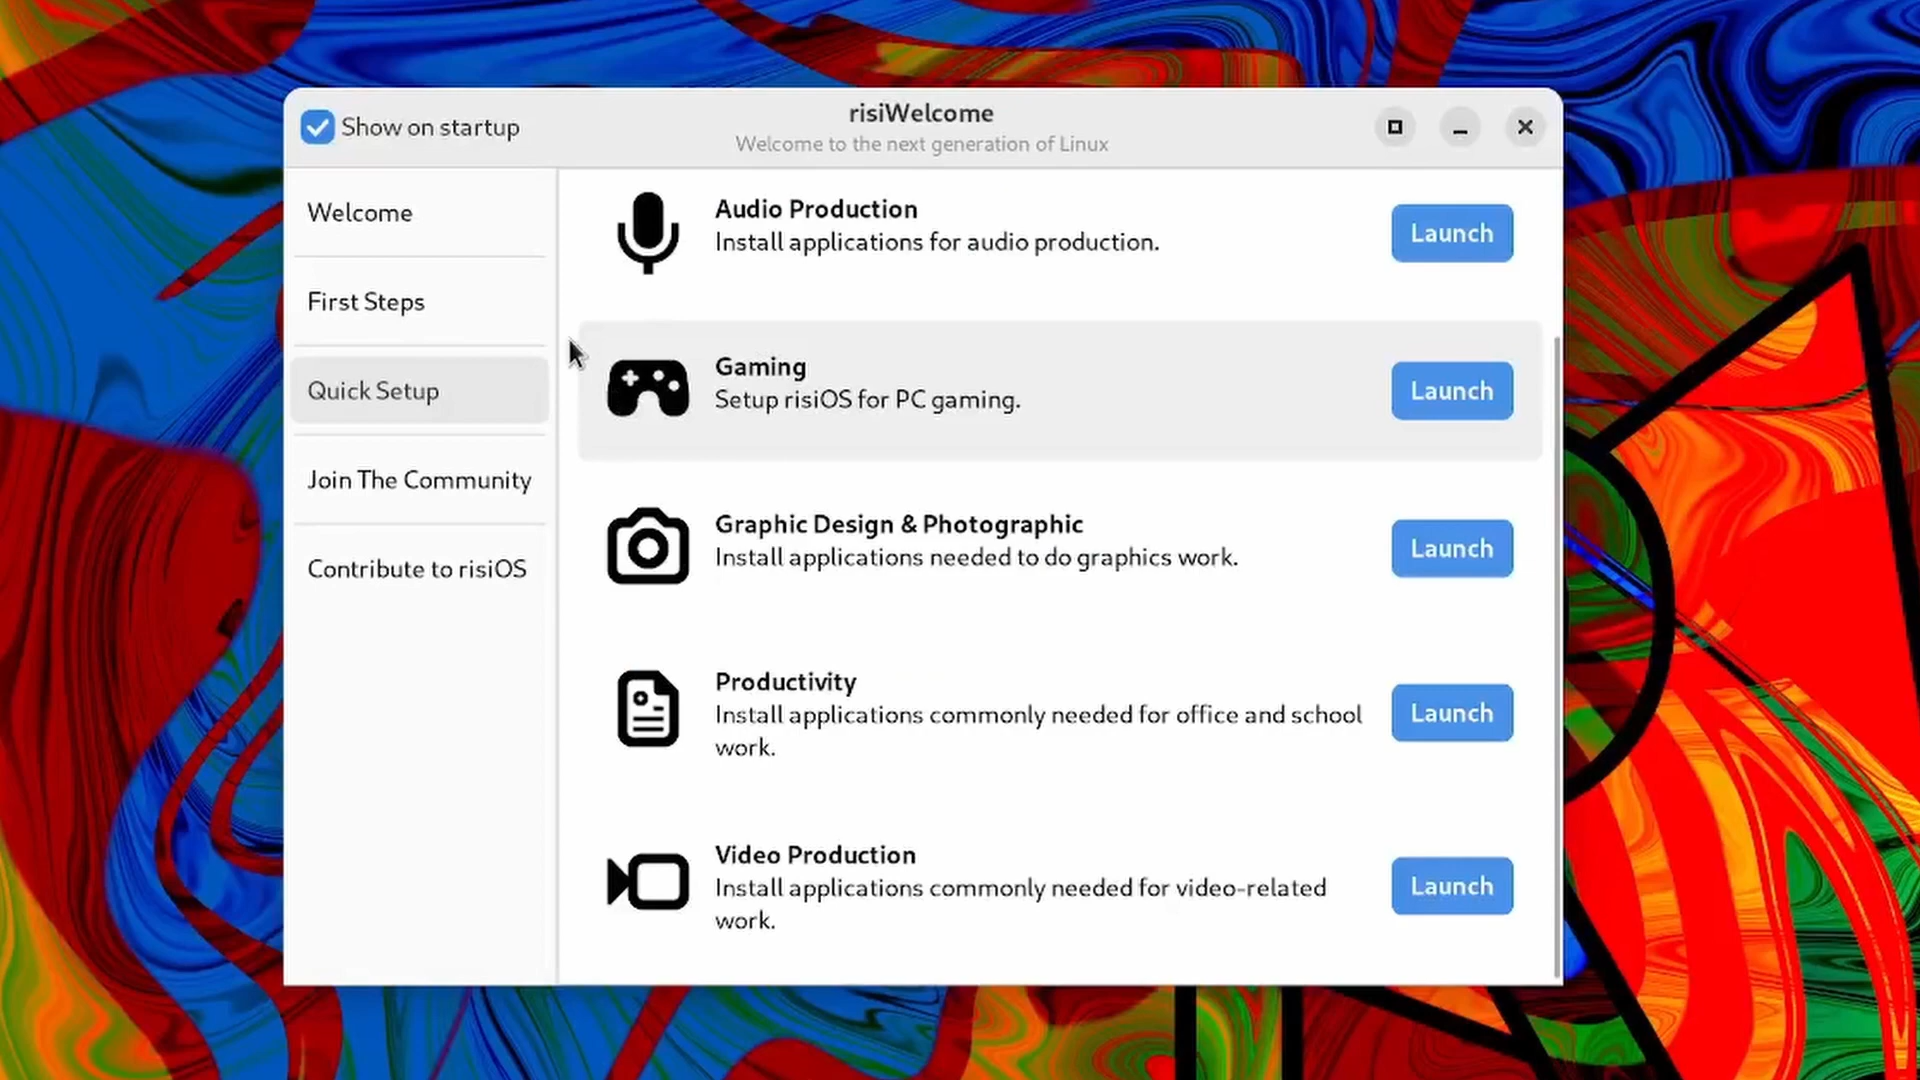 Show on startup
risiWelcome
Welcome to the next generation of Linux
Welcome
First Steps
Quick Setup
Join The Community
Contribute to risiOS
Audio Production
Install applications for audio production.
Launch
Gaming
Setup risiOS for PC gaming.
Launch
Graphic Design & Photographic
Install applications needed to do graphics work.
Launch
Productivity
Install applications commonly needed for office and school
work.
Launch
Video Production
Install applications commonly needed for video-related
work.
Launch